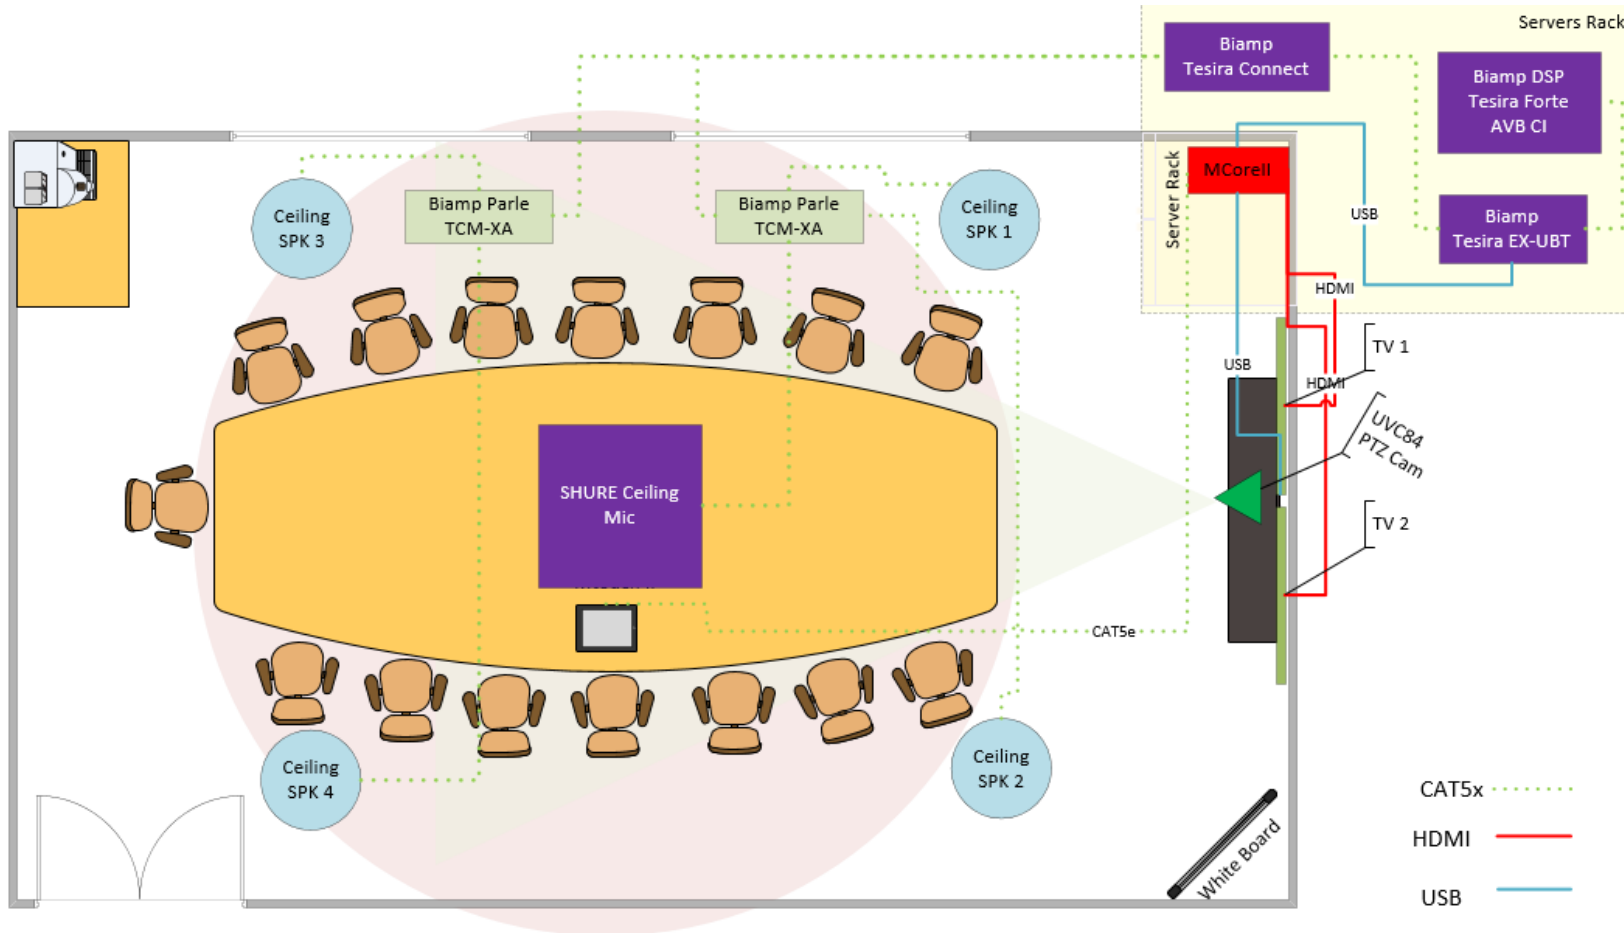 Servers Rack
Biamp
Tesira Connect
Biamp DSP
Tesira Forte
AVB CI
Server Rack
MCoreII
USB
Biamp
Tesira EX-UBT
Ceiling
SPK 3
Biamp Parle
TCM-XA
Biamp Parle
TCM-XA
Ceiling
SPK 1
HDMI
TV 1
USB
HDMI
UVC84
PTZ Cam
SHURE Ceiling
Mic
TV 2
CAT5e
Ceiling
SPK 4
Ceiling
SPK 2
White Board
CAT5x
HDMI
USB